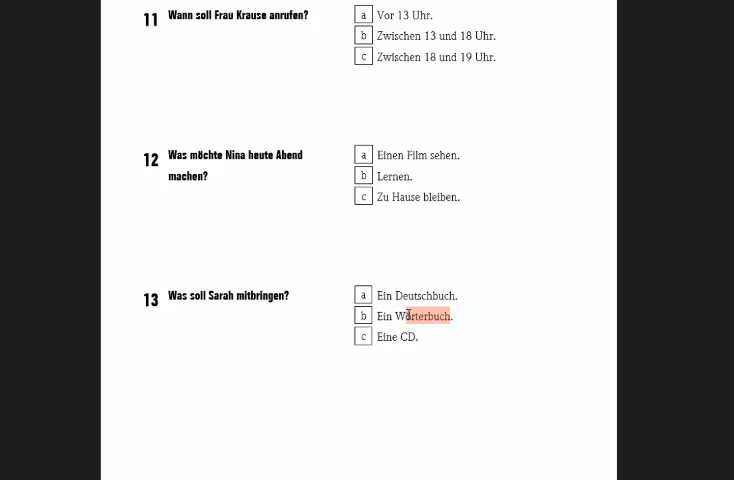 11 Wann soll Frau Krause anrufen?
a Vor 13 Uhr.
b Zwischen 13 und 18 Uhr.
c Zwischen 18 und 19 Uhr.
12 Was möchte Nina heute Abend
machen?
a Einen Film sehen.
b Lernen.
c Zu Hause bleiben.
13 Was soll Sarah mitbringen?
a Ein Deutschbuch.
b Ein Wörterbuch.
c Eine CD.